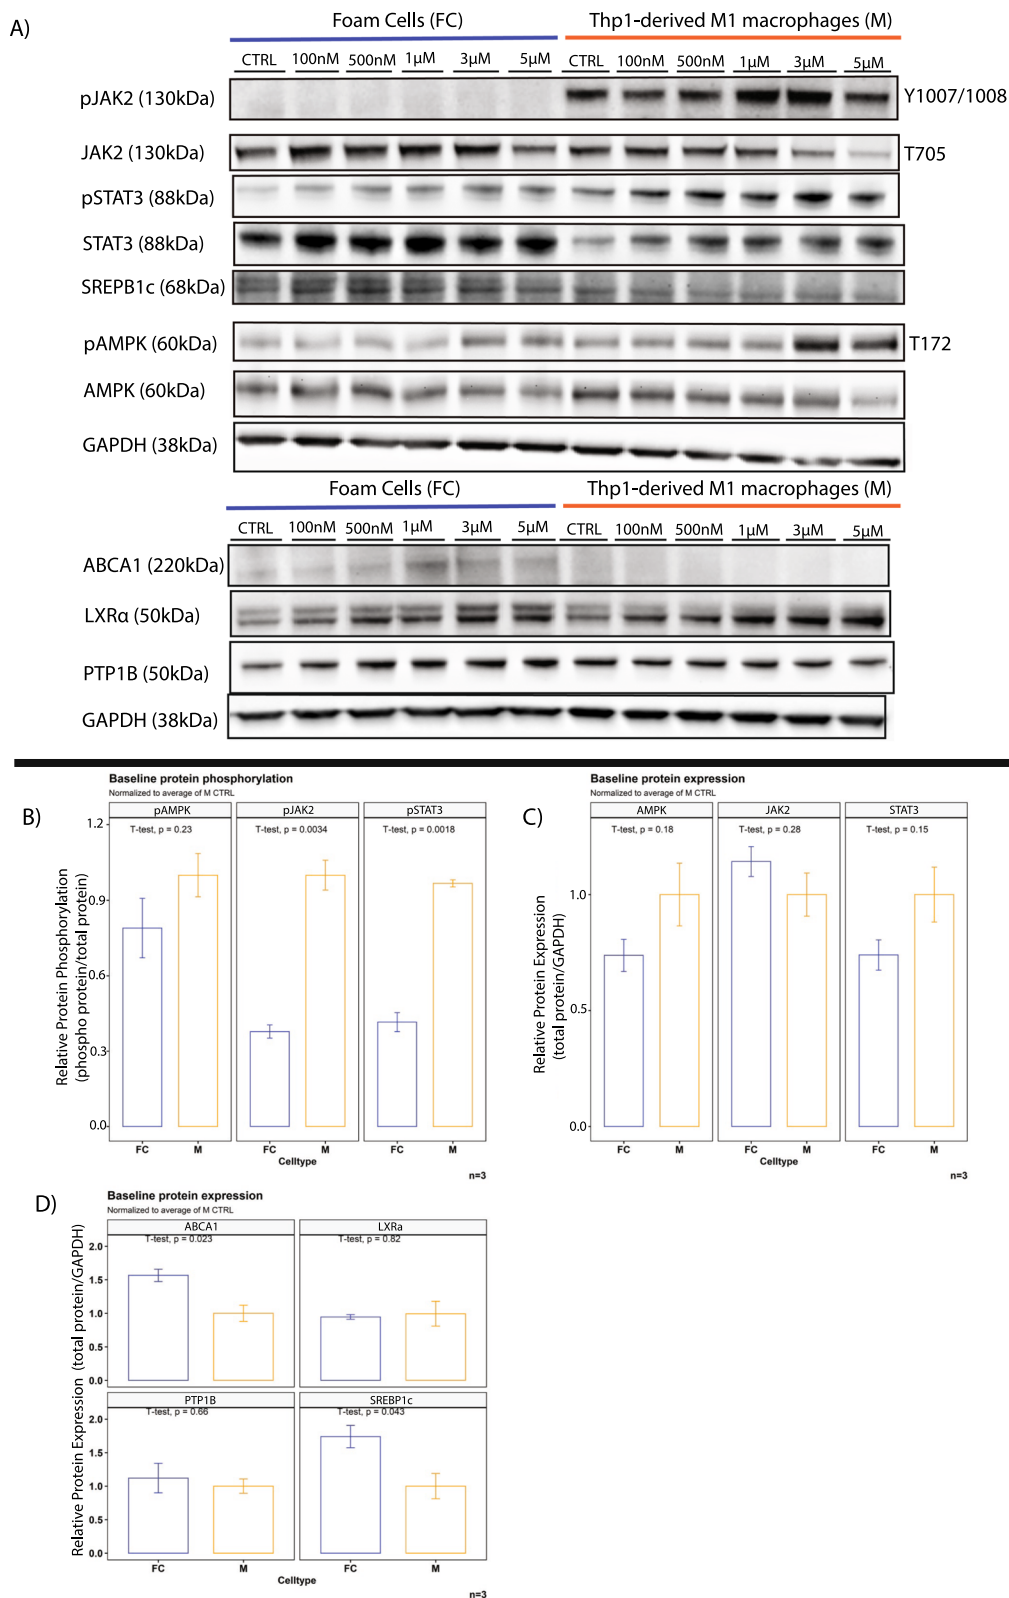 A)
Foam Cells (FC) Thp1-derived M1 macrophages (M)
CTRL 100nM 500nM 1µM 3µM 5µM CTRL 100nM 500nM 1µM 3µM 5µM
pJAK2 (130kDa) Y1007/1008
JAK2 (130kDa) T705
pSTAT3 (88kDa)
STAT3 (88kDa)
SREPB1c (68kDa)
pAMPK (60kDa) T172
AMPK (60kDa)
GAPDH (38kDa)
Foam Cells (FC) Thp1-derived M1 macrophages (M)
CTRL 100nM 500nM 1µM 3µM 5µM CTRL 100nM 500nM 1µM 3µM 5µM
ABCA1 (220kDa)
LXRα (50kDa)
PTP1B (50kDa)
GAPDH (38kDa)
B)
Baseline protein phosphorylation
Normalized to average of M CTRL
pAMPK pJAK2 pSTAT3
T-test, p = 0.23 T-test, p = 0.0034 T-test, p = 0.0018
Relative Protein Phosphorylation
(phospho protein/total protein)
1.2
0.9
0.6
0.3
0.0
FC M FC M FC M
Celltype
n=3
C)
Baseline protein expression
Normalized to average of M CTRL
AMPK JAK2 STAT3
T-test, p = 0.18 T-test, p = 0.28 T-test, p = 0.15
Relative Protein Expression
(total protein/GAPDH)
1.0
0.5
0.0
FC M FC M FC M
Celltype
n=3
D)
Baseline protein expression
Normalized to average of M CTRL
ABCA1 LXRa
T-test, p = 0.023 T-test, p = 0.82
Relative Protein Expression (total protein/GAPDH)
2.0
1.5
1.0
0.5
0.0
PTP1B SREBP1c
T-test, p = 0.66 T-test, p = 0.043
2.0
1.5
1.0
0.5
0.0
FC M FC M
Celltype
n=3